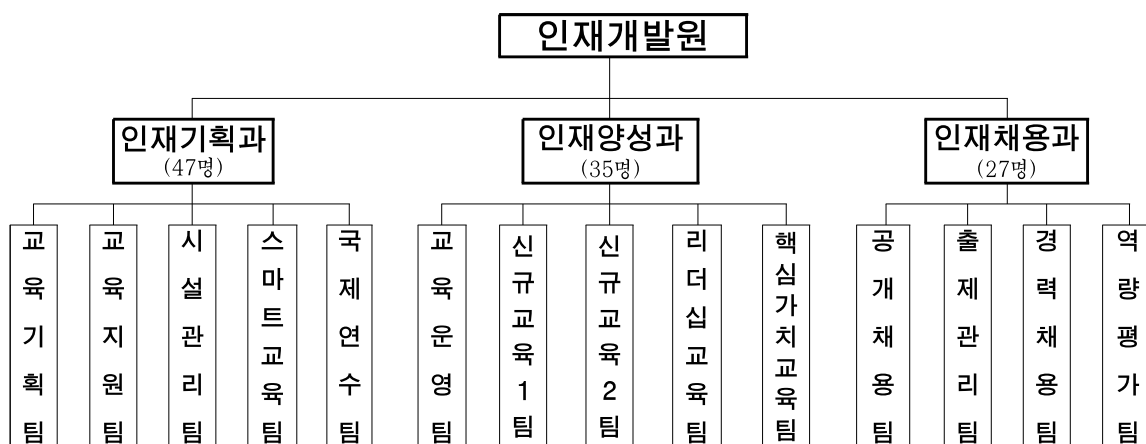 인재개발원
인재기획과
(47명)
인재양성과
(35명)
인재채용과
(27명)
교육기획팀
교육지원팀
시설관리팀
스마트교육팀
국제연수팀
교육운영팀
신규교육1팀
신규교육2팀
리더십교육팀
핵심가치교육팀
공개채용팀
출제관리팀
경력채용팀
역량평가팀